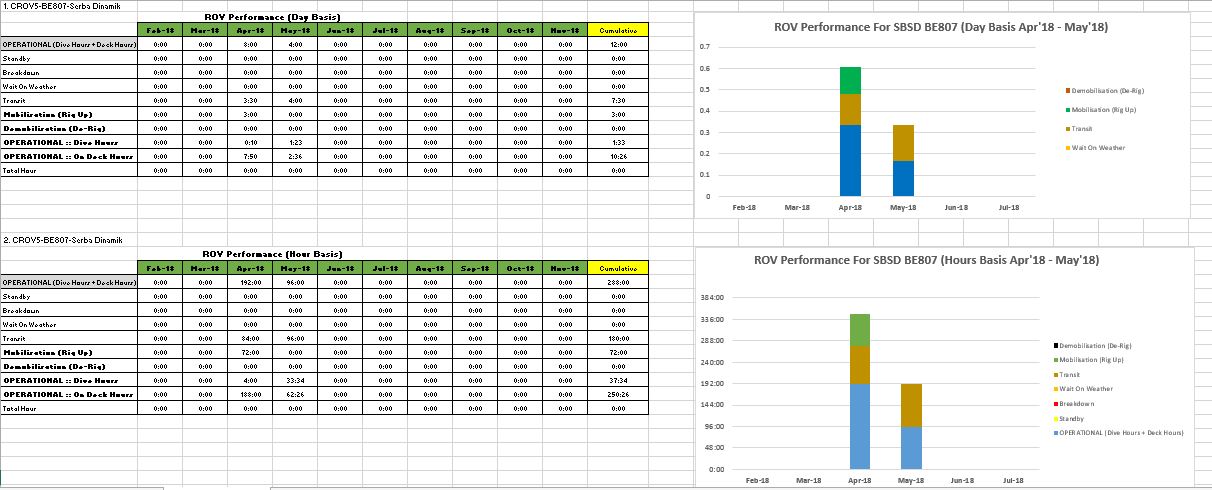 1. CROV5-BE807-Serba Dinamik
ROV Performance (Day Basis)
Feb-18 Mar-18 Apr-18 May-18 Jun-18 Jul-18 Aug-18 Sep-18 Oct-18 Nov-18 Cumulative
OPERATIONAL (Dive Hours + Deck Hours) 0:00 0:00 8:00 4:00 0:00 0:00 0:00 0:00 0:00 0:00 12:00
Standby 0:00 0:00 0:00 0:00 0:00 0:00 0:00 0:00 0:00 0:00 0:00
Breakdown 0:00 0:00 0:00 0:00 0:00 0:00 0:00 0:00 0:00 0:00 0:00
Wait On Weather 0:00 0:00 0:00 0:00 0:00 0:00 0:00 0:00 0:00 0:00 0:00
Transit 0:00 0:00 3:30 4:00 0:00 0:00 0:00 0:00 0:00 0:00 7:30
Mobilisation (Rig Up) 0:00 0:00 3:00 0:00 0:00 0:00 0:00 0:00 0:00 0:00 3:00
Demobilisation (De-Rig) 0:00 0:00 0:00 0:00 0:00 0:00 0:00 0:00 0:00 0:00 0:00
OPERATIONAL :: Dive Hours 0:00 0:00 0:10 1:23 0:00 0:00 0:00 0:00 0:00 0:00 1:33
OPERATIONAL :: On Deck Hours 0:00 0:00 7:50 2:36 0:00 0:00 0:00 0:00 0:00 0:00 10:26
Total Hour 0:00 0:00 0:00 0:00 0:00 0:00 0:00 0:00 0:00 0:00 0:00
ROV Performance For SBSD BE807 (Day Basis Apr'18 - May'18)
0.7
0.6
0.5
0.4
0.3
0.2
0.1
0
Feb-18 Mar-18 Apr-18 May-18 Jun-18 Jul-18
Demobilisation (De-Rig)
Mobilisation (Rig Up)
Transit
Wait On Weather
2. CROV5-BE807-Serba Dinamik
ROV Performance (Hour Basis)
Feb-18 Mar-18 Apr-18 May-18 Jun-18 Jul-18 Aug-18 Sep-18 Oct-18 Nov-18 Cumulative
OPERATIONAL (Dive Hours + Deck Hours) 0:00 0:00 192:00 96:00 0:00 0:00 0:00 0:00 0:00 0:00 288:00
Standby 0:00 0:00 0:00 0:00 0:00 0:00 0:00 0:00 0:00 0:00 0:00
Breakdown 0:00 0:00 0:00 0:00 0:00 0:00 0:00 0:00 0:00 0:00 0:00
Wait On Weather 0:00 0:00 0:00 0:00 0:00 0:00 0:00 0:00 0:00 0:00 0:00
Transit 0:00 0:00 84:00 96:00 0:00 0:00 0:00 0:00 0:00 0:00 180:00
Mobilisation (Rig Up) 0:00 0:00 72:00 0:00 0:00 0:00 0:00 0:00 0:00 0:00 72:00
Demobilisation (De-Rig) 0:00 0:00 0:00 0:00 0:00 0:00 0:00 0:00 0:00 0:00 0:00
OPERATIONAL :: Dive Hours 0:00 0:00 4:00 33:34 0:00 0:00 0:00 0:00 0:00 0:00 37:34
OPERATIONAL :: On Deck Hours 0:00 0:00 188:00 62:26 0:00 0:00 0:00 0:00 0:00 0:00 250:26
Total Hour 0:00 0:00 0:00 0:00 0:00 0:00 0:00 0:00 0:00 0:00 0:00
ROV Performance For SBSD BE807 (Hours Basis Apr'18 - May'18)
384:00
336:00
288:00
240:00
192:00
144:00
96:00
48:00
0:00
Feb-18 Mar-18 Apr-18 May-18 Jun-18 Jul-18
Demobilisation (De-Rig)
Mobilisation (Rig Up)
Transit
Wait On Weather
Breakdown
Standby
OPERATIONAL (Dive Hours + Deck Hours)